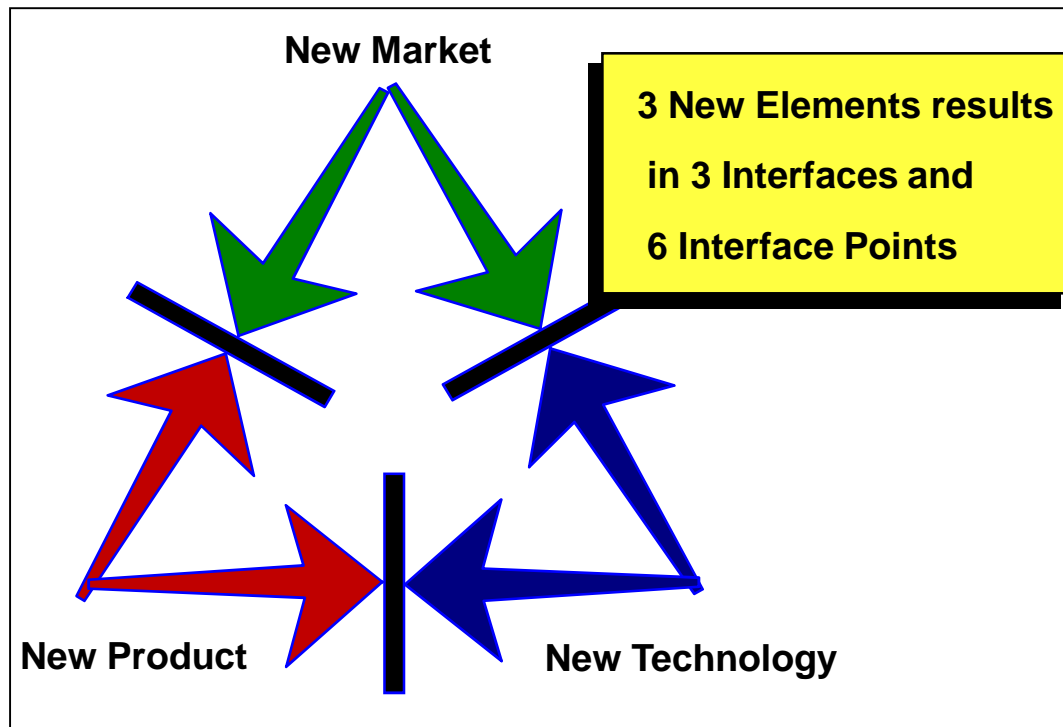 New Market
3 New Elements results
in 3 Interfaces and
6 Interface Points
New Product
New Technology